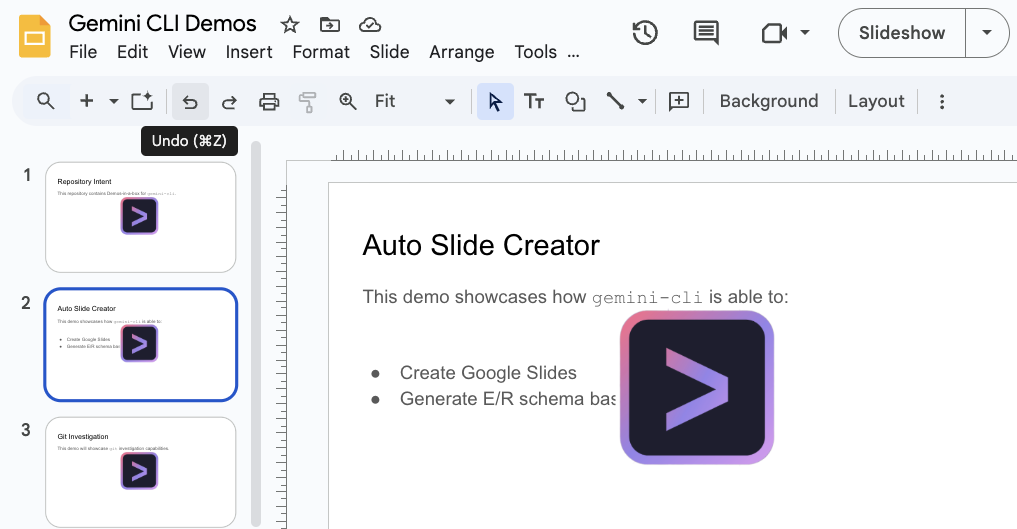 Gemini CLI Demos
File Edit View Insert Format Slide Arrange Tools ...
Slideshow
Fit
Background
Layout
Undo (⌘Z)
1
Repository Intent
This repository contains Demos-in-a-box for gemini-cli.
2
Auto Slide Creator
This demo showcases how gemini-cli is able to:
Create Google Slides
Generate E/R schema bas
3
Git Investigation
This demo will showcase git investigation capabilities.
Auto Slide Creator
This demo showcases how gemini-cli is able to:
● Create Google Slides
● Generate E/R schema bas